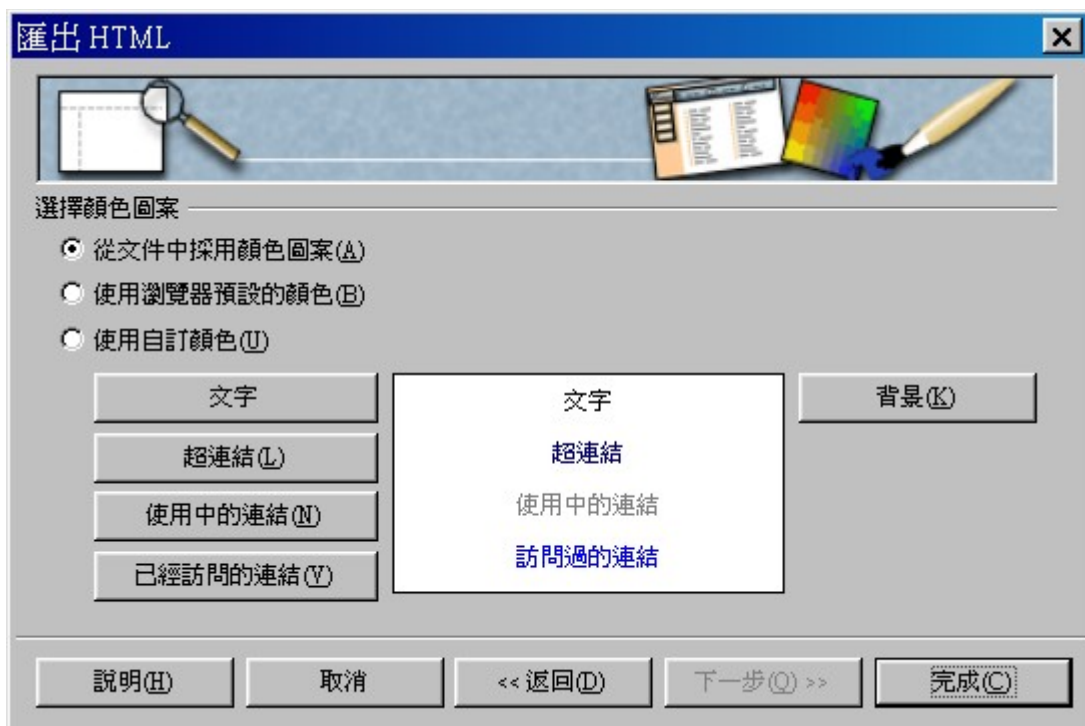 匯出 HTML
選擇顏色圖案
從文件中採用顏色圖案(A)
使用瀏覽器預設的顏色(B)
使用自訂顏色(U)
文字
文字
背景(K)
超連結(L)
超連結
使用中的連結(N)
使用中的連結
已經訪問的連結(V)
訪問過的連結
說明(H)
取消
<< 返回(D)
下一步(O) >>
完成(C)